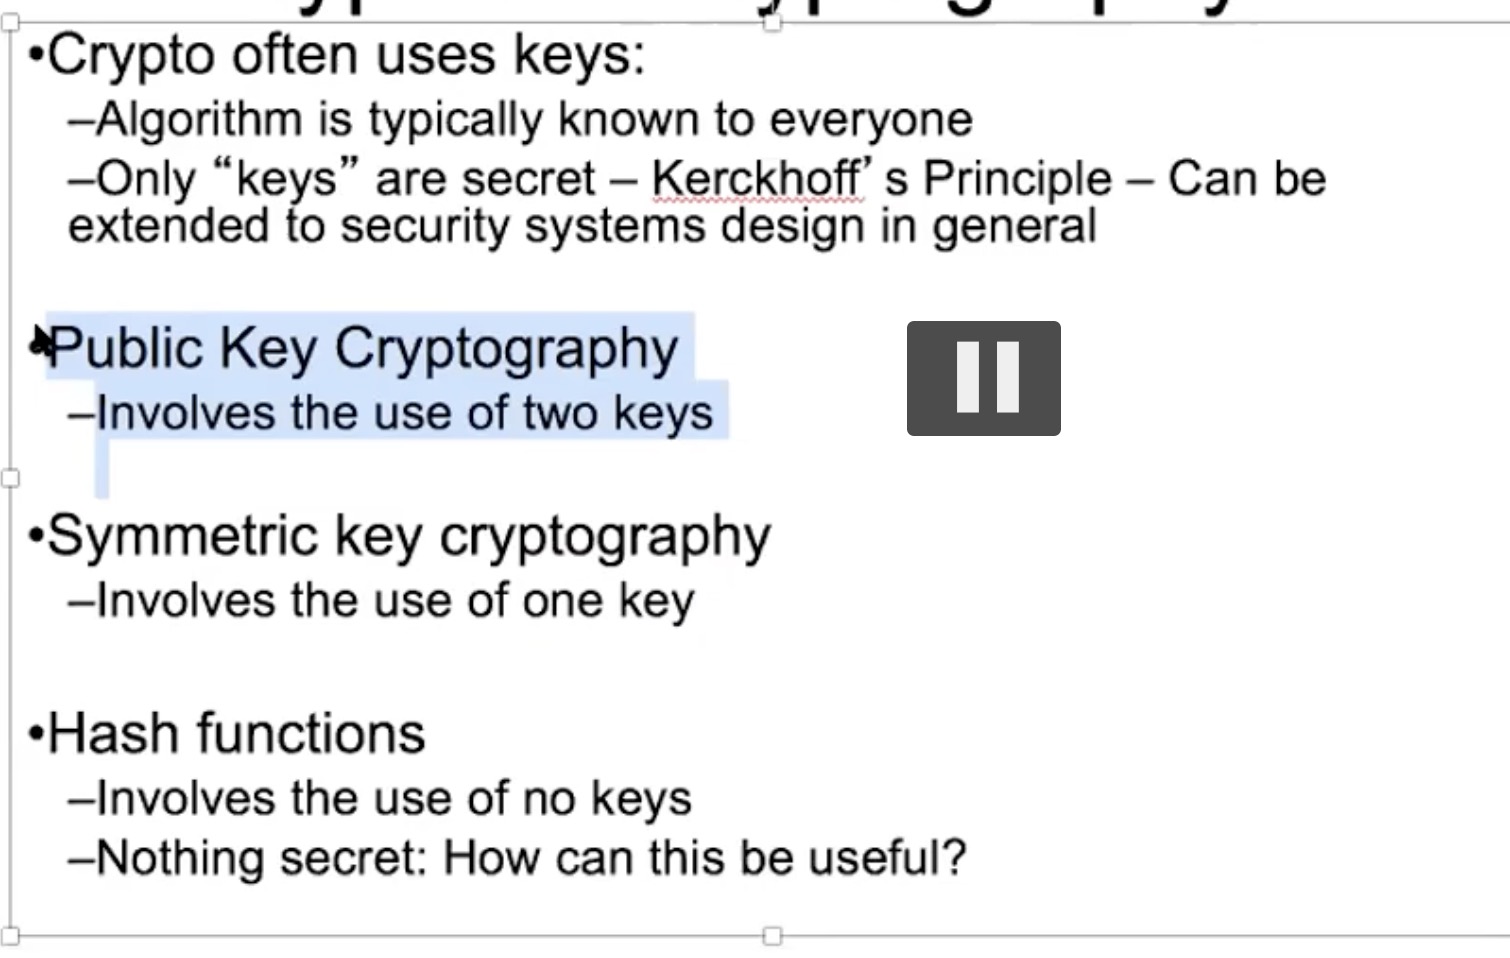 •Crypto often uses keys:
–Algorithm is typically known to everyone
–Only “keys” are secret – Kerckhoff’ s Principle – Can be
extended to security systems design in general
•Public Key Cryptography
–Involves the use of two keys
•Symmetric key cryptography
–Involves the use of one key
•Hash functions
–Involves the use of no keys
–Nothing secret: How can this be useful?